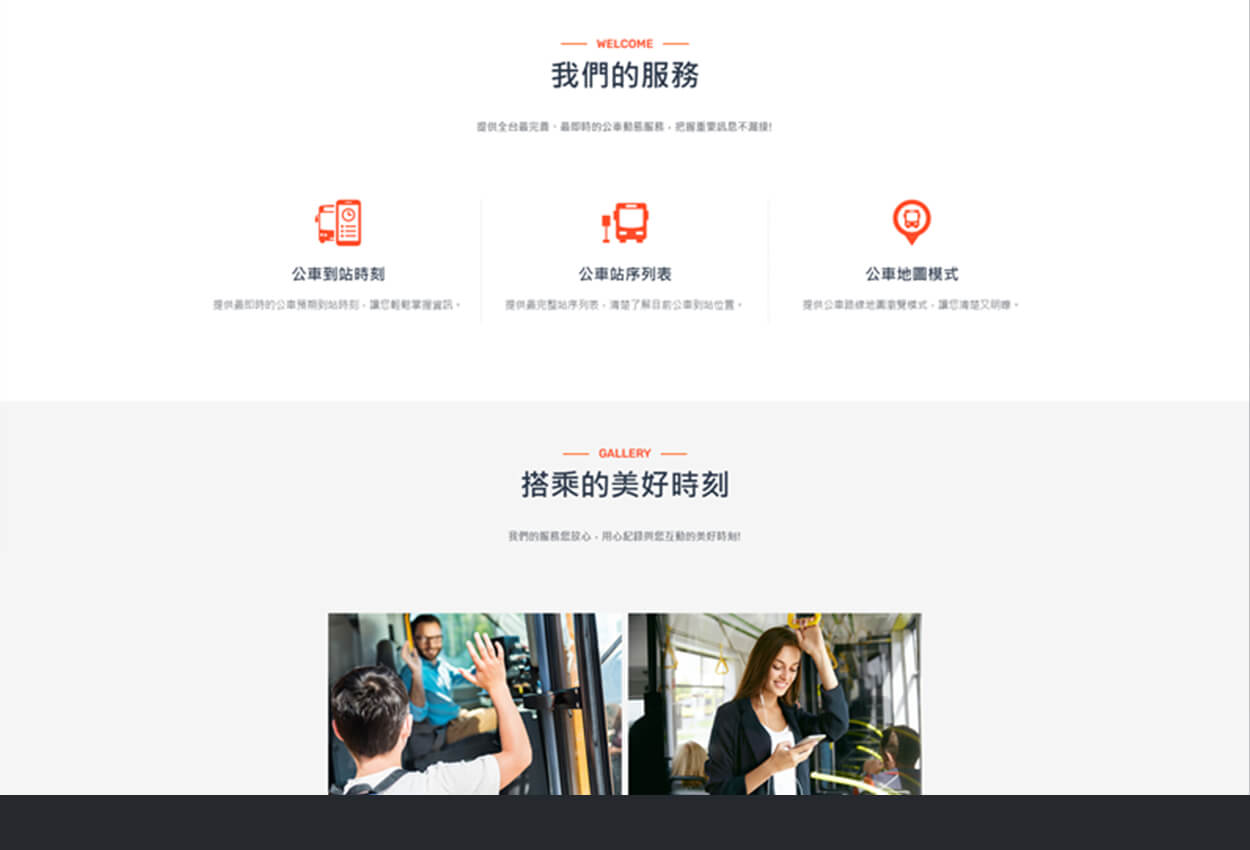 WELCOME
我們的服務
提供全台最完善、最即時的公車動態服務，把握重要訊息不漏接!
公車到站時刻
公車站序列表
公車地圖模式
提供最即時的公車預期到站時刻，讓您輕鬆掌握資訊。
提供最完整站序列表，清楚了解目前公車到站位置。
提供公車路線地圖瀏覽模式，讓您清楚又明瞭。
GALLERY
搭乘的美好時刻
我們的服務您放心，用心記錄與您互動的美好時刻!